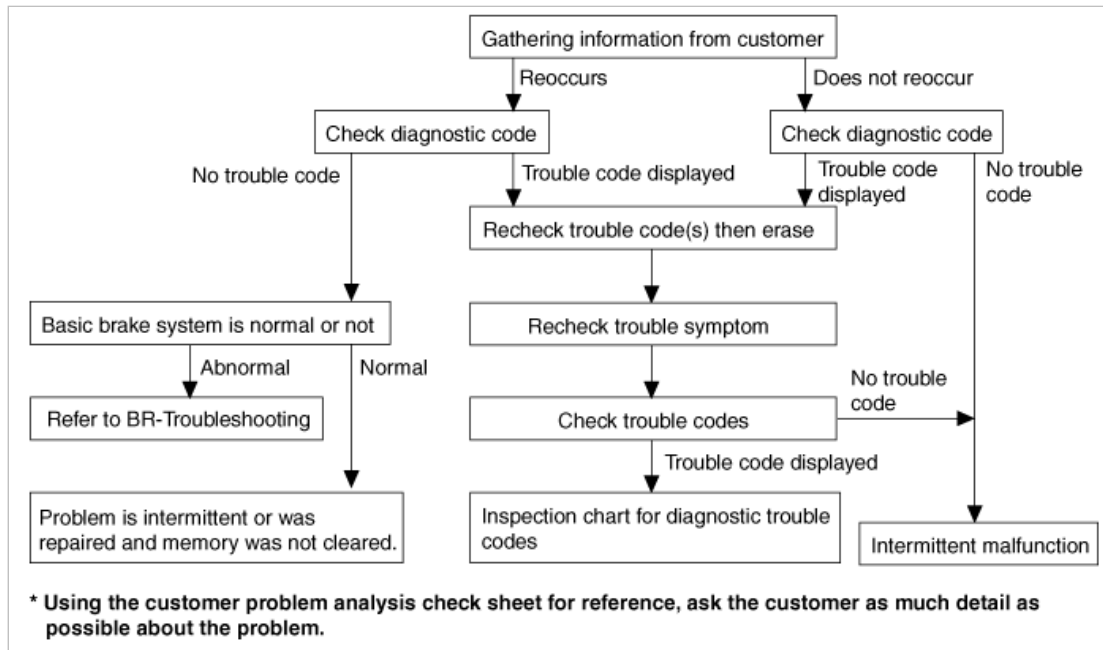 Gathering information from customer
Reoccurs
Does not reoccur
Check diagnostic code
Check diagnostic code
No trouble code
Trouble code displayed
Trouble code
displayed
No trouble
code
Recheck trouble code(s) then erase
Basic brake system is normal or not
Recheck trouble symptom
Abnormal
Normal
No trouble
code
Refer to BR-Troubleshooting
Check trouble codes
Trouble code displayed
Problem is intermittent or was
repaired and memory was not cleared.
Inspection chart for diagnostic trouble
codes
Intermittent malfunction
* Using the customer problem analysis check sheet for reference, ask the customer as much detail as
possible about the problem.